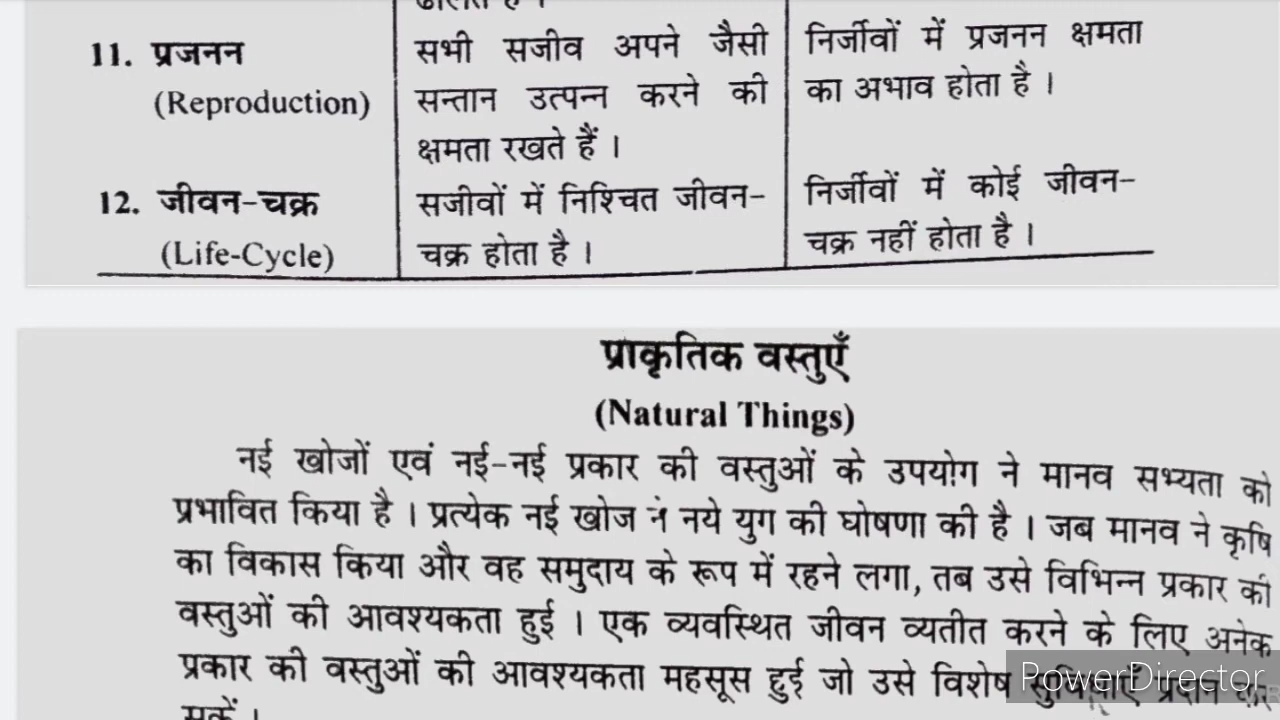 11. प्रजनन सभी सजीव अपने जैसी निर्जीवों में प्रजनन क्षमता
(Reproduction) सन्तान उत्पन्न करने की का अभाव होता है ।
क्षमता रखते हैं ।
12. जीवन-चक्र सजीवों में निश्चित जीवन- निर्जीवों में कोई जीवन-
(Life-Cycle) चक्र होता है । चक्र नहीं होता है ।
प्राकृतिक वस्तुएँ
(Natural Things)
नई खोजों एवं नई-नई प्रकार की वस्तुओं के उपयोग ने मानव सभ्यता को
प्रभावित किया है । प्रत्येक नई खोज ने नये युग की घोषणा की है । जब मानव ने कृषि
का विकास किया और वह समुदाय के रूप में रहने लगा, तब उसे विभिन्न प्रकार की
वस्तुओं की आवश्यकता हुई । एक व्यवस्थित जीवन व्यतीत करने के लिए अनेक
प्रकार की वस्तुओं की आवश्यकता महसूस हुई जो उसे विशेष सुविधाएँ प्रदान कर
सकें ।
PowerDirector